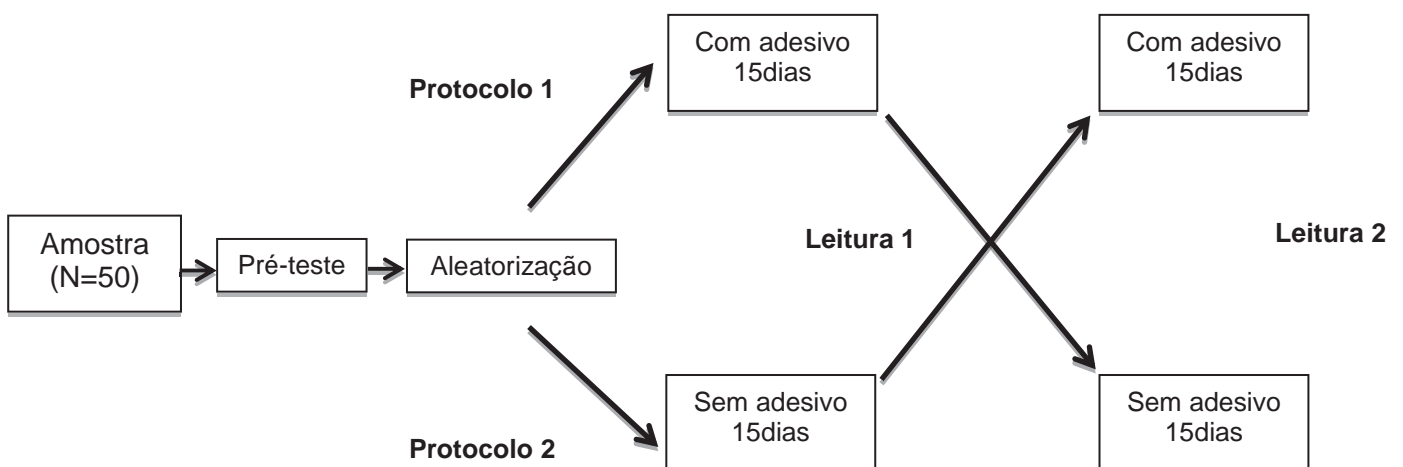 Com adesivo
15dias
Com adesivo
15dias
Protocolo 1
Amostra
(N=50)
Pré-teste
Aleatorização
Leitura 1
Leitura 2
Sem adesivo
15dias
Sem adesivo
15dias
Protocolo 2